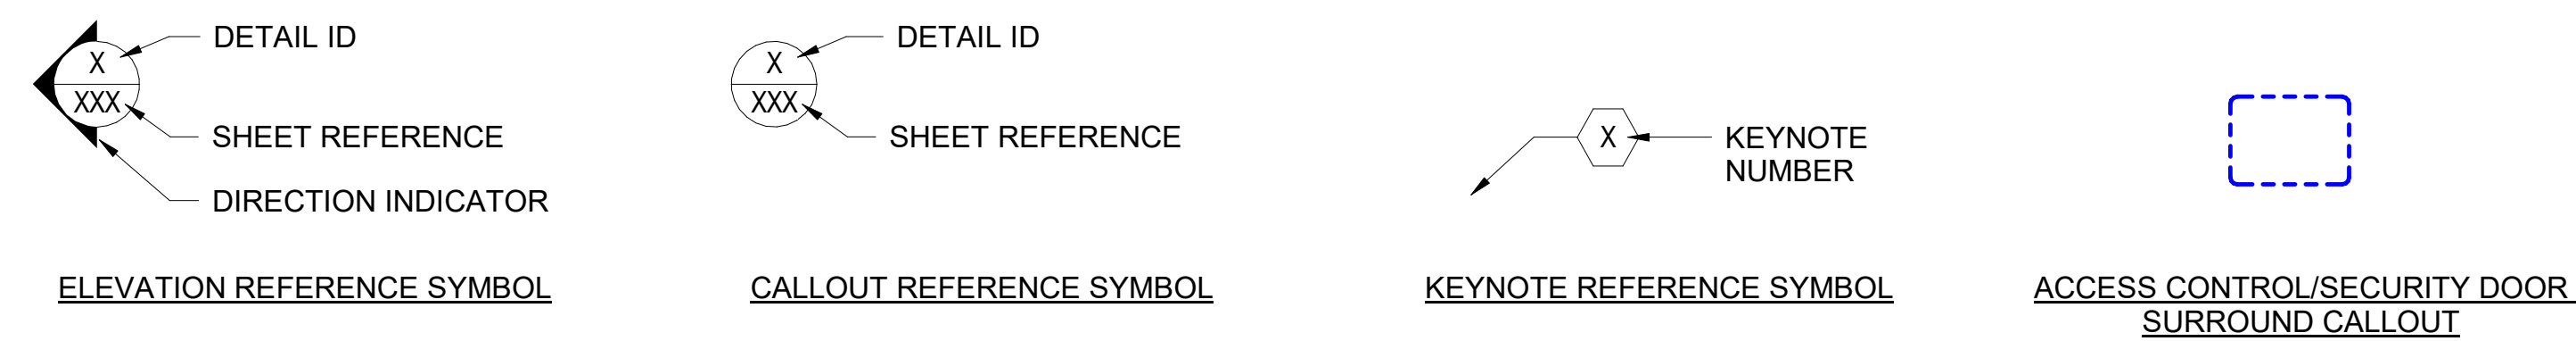 X
XXX
DETAIL ID
SHEET REFERENCE
DIRECTION INDICATOR
ELEVATION REFERENCE SYMBOL
X
XXX
DETAIL ID
SHEET REFERENCE
CALLOUT REFERENCE SYMBOL
X
KEYNOTE
NUMBER
KEYNOTE REFERENCE SYMBOL
ACCESS CONTROL/SECURITY DOOR
SURROUND CALLOUT